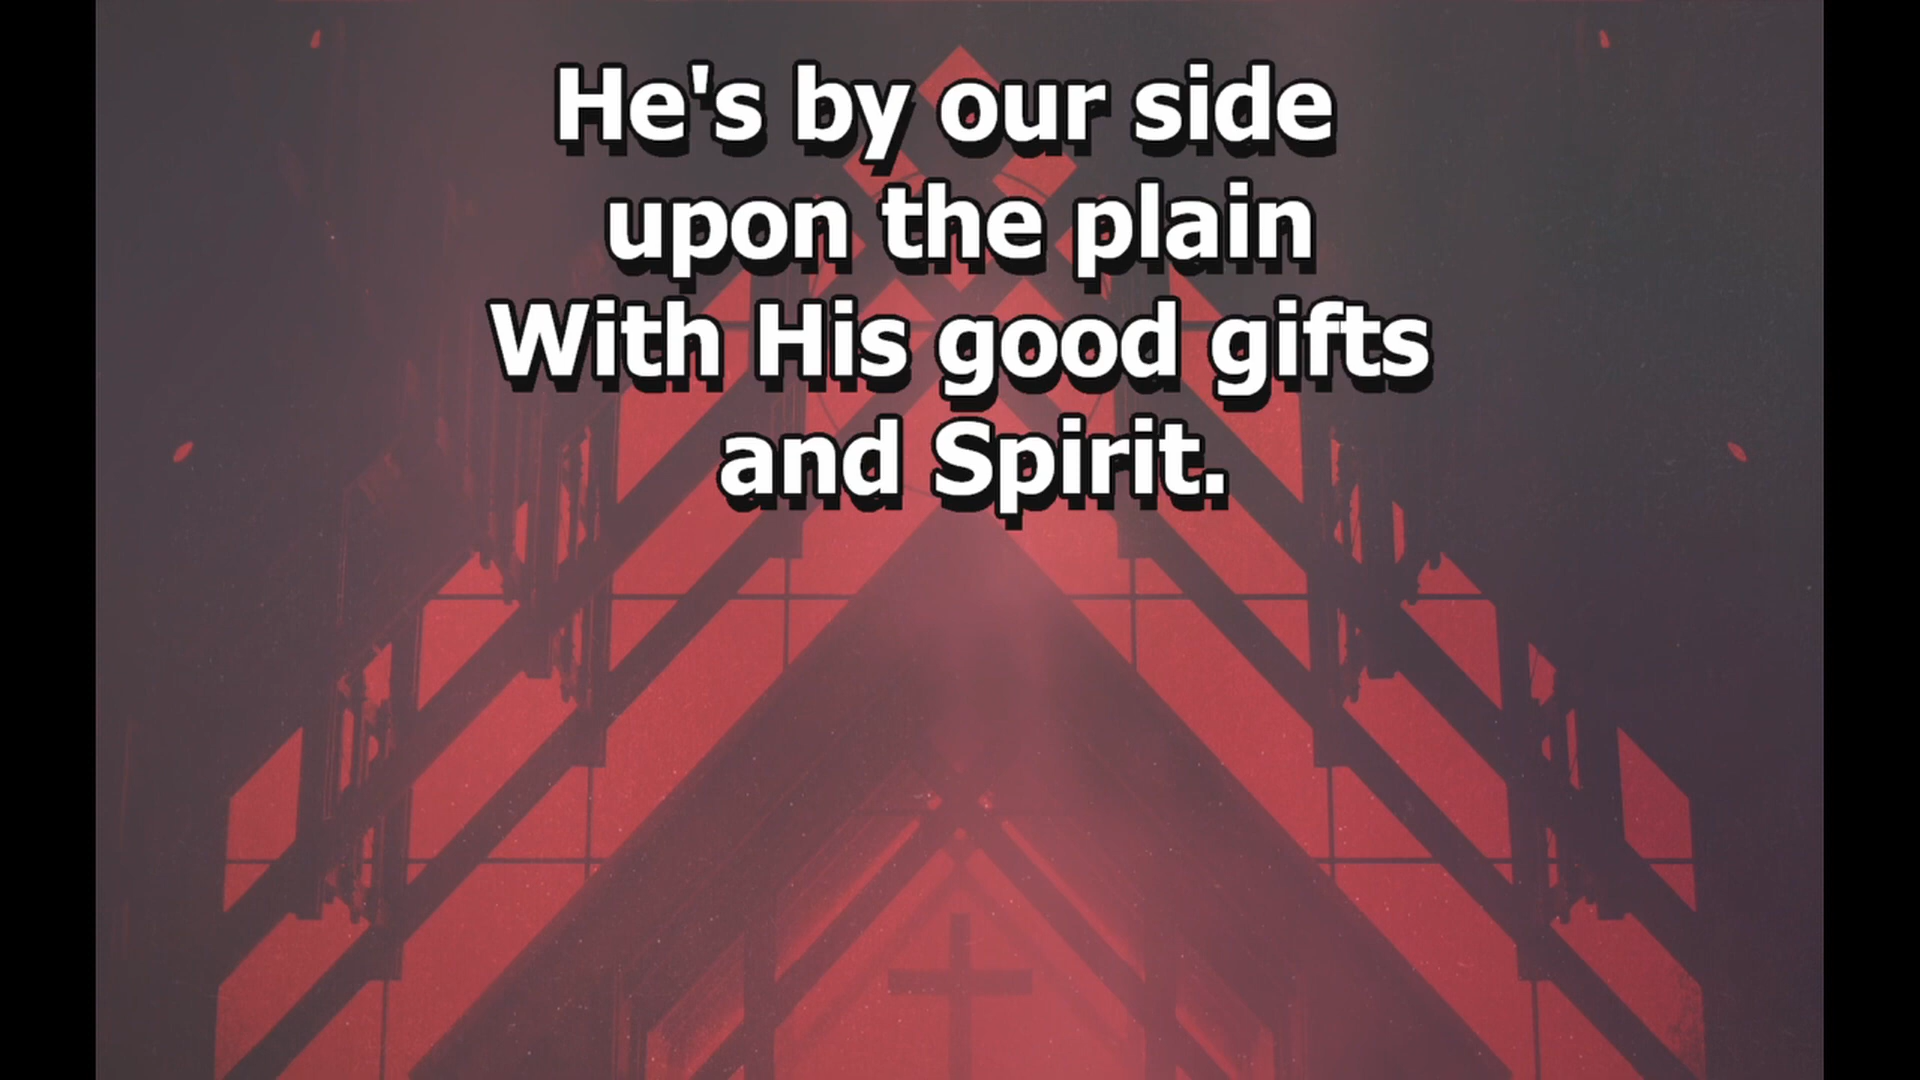 He's by our side
upon the plain
With His good gifts
and Spirit.